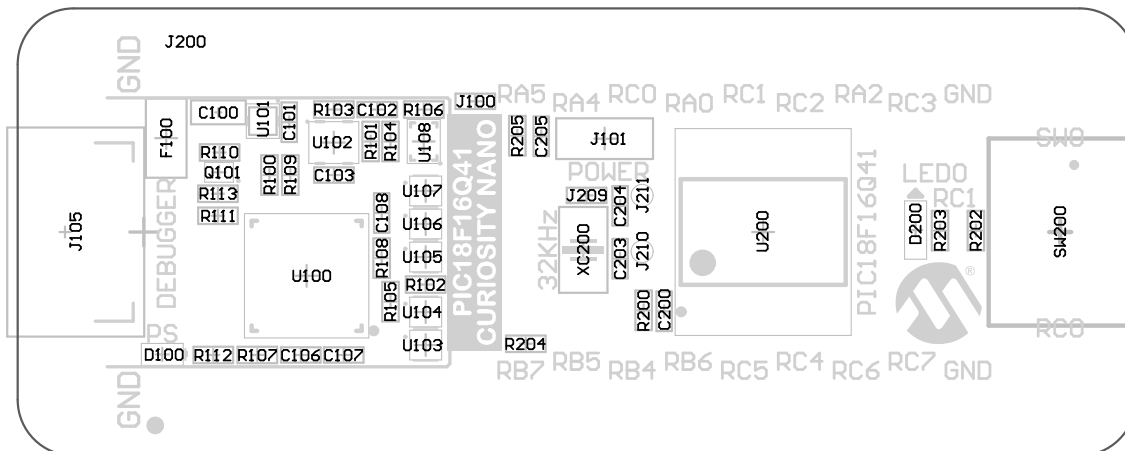 GND
J200
J100
RA5
RA4
RC0
RA0
RC1
RC2
RA2
RC3
GND
F100
C100
U101
C101
R103
C102
R106
U102
R101
R104
U108
C103
R110
Q101
R113
R111
R100
R109
R205
C205
J101
POWER
PIC18F16Q41
CURIOSITY NANO
J105
DEBUGGER
U100
C108
R108
R105
U107
U106
U105
R102
U104
U103
32KHz
J209
XC200
C204
C203
J211
J210
R200
C200
U200
PIC18F16Q41
LED0
RC1
D200
R203
R202
SW0
SW200
RC0
®
PS
D100
R112
R107
C106
C107
R204
GND
RB7
RB5
RB4
RB6
RC5
RC4
RC6
RC7
GND